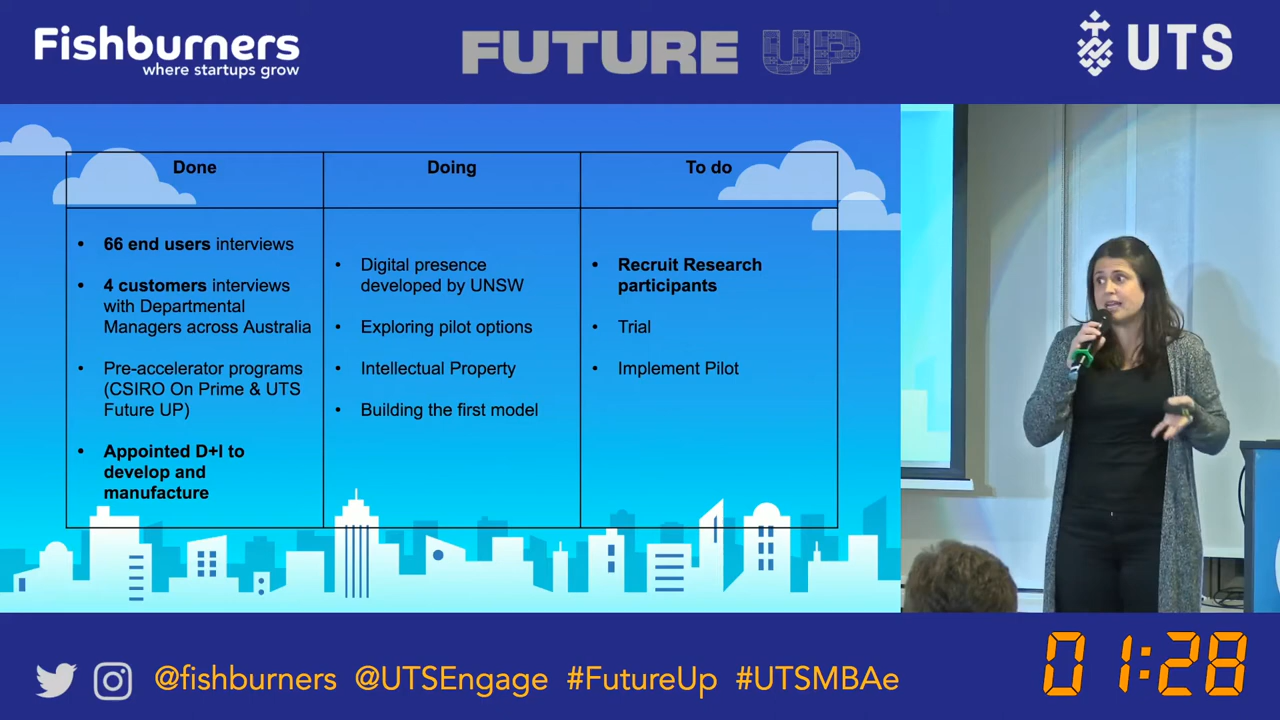 Fishburners
where startups grow
FUTURE UP
UTS
Done
Doing
To do
• 66 end users interviews
• 4 customers interviews
with Departmental
Managers across Australia
• Pre-accelerator programs
(CSIRO On Prime & UTS
Future UP)
• Appointed D+I to
develop and
manufacture
• Digital presence
developed by UNSW
• Exploring pilot options
• Intellectual Property
• Building the first model
• Recruit Research
participants
• Trial
• Implement Pilot
@fishburners @UTSEngage #FutureUp #UTSMBAe
01:28